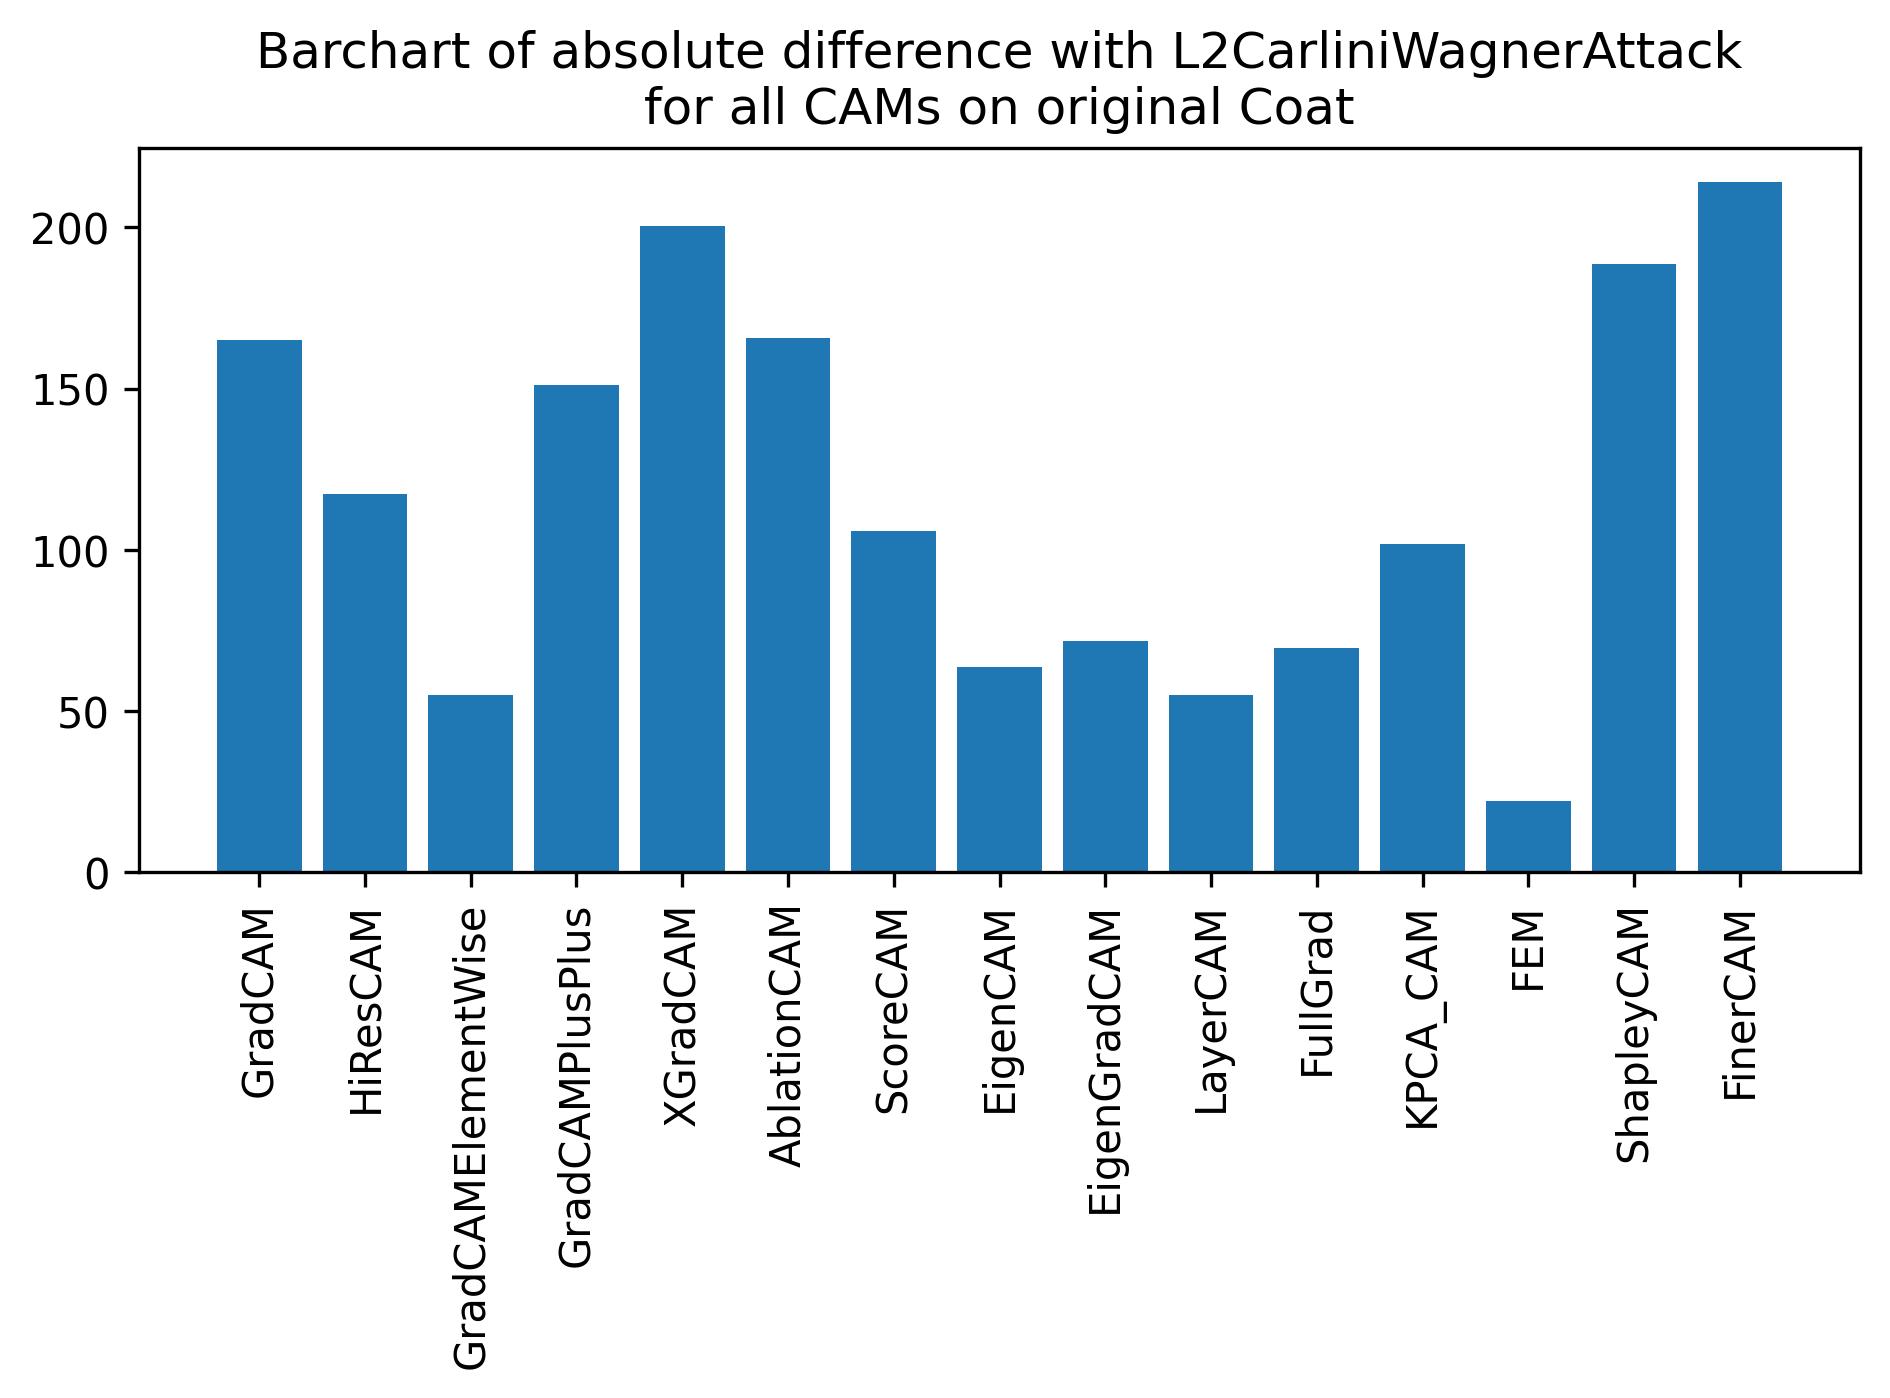 Barchart of absolute difference with L2CarliniWagnerAttack
for all CAMs on original Coat
200
150
100
50
0
GradCAM
HiResCAM
GradCAMElementWise
GradCAMPlusPlus
XGradCAM
AblationCAM
ScoreCAM
EigenCAM
EigenGradCAM
LayerCAM
FullGrad
KPCA_CAM
FEM
ShapleyCAM
FinerCAM